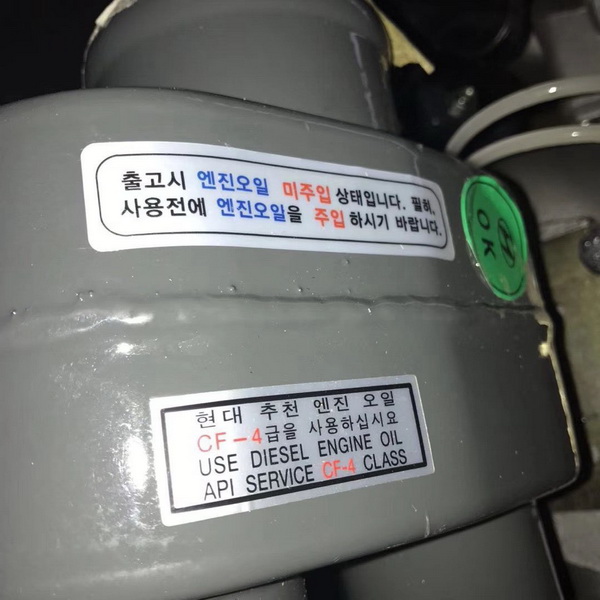 출고시 엔진오일 미주입 상태입니다. 필히,
사용전에 엔진오일을 주입 하시기 바랍니다.
OK
현대 추천 엔진 오일
CF-4급을 사용하십시요
USE DIESEL ENGINE OIL
API SERVICE CF-4 CLASS